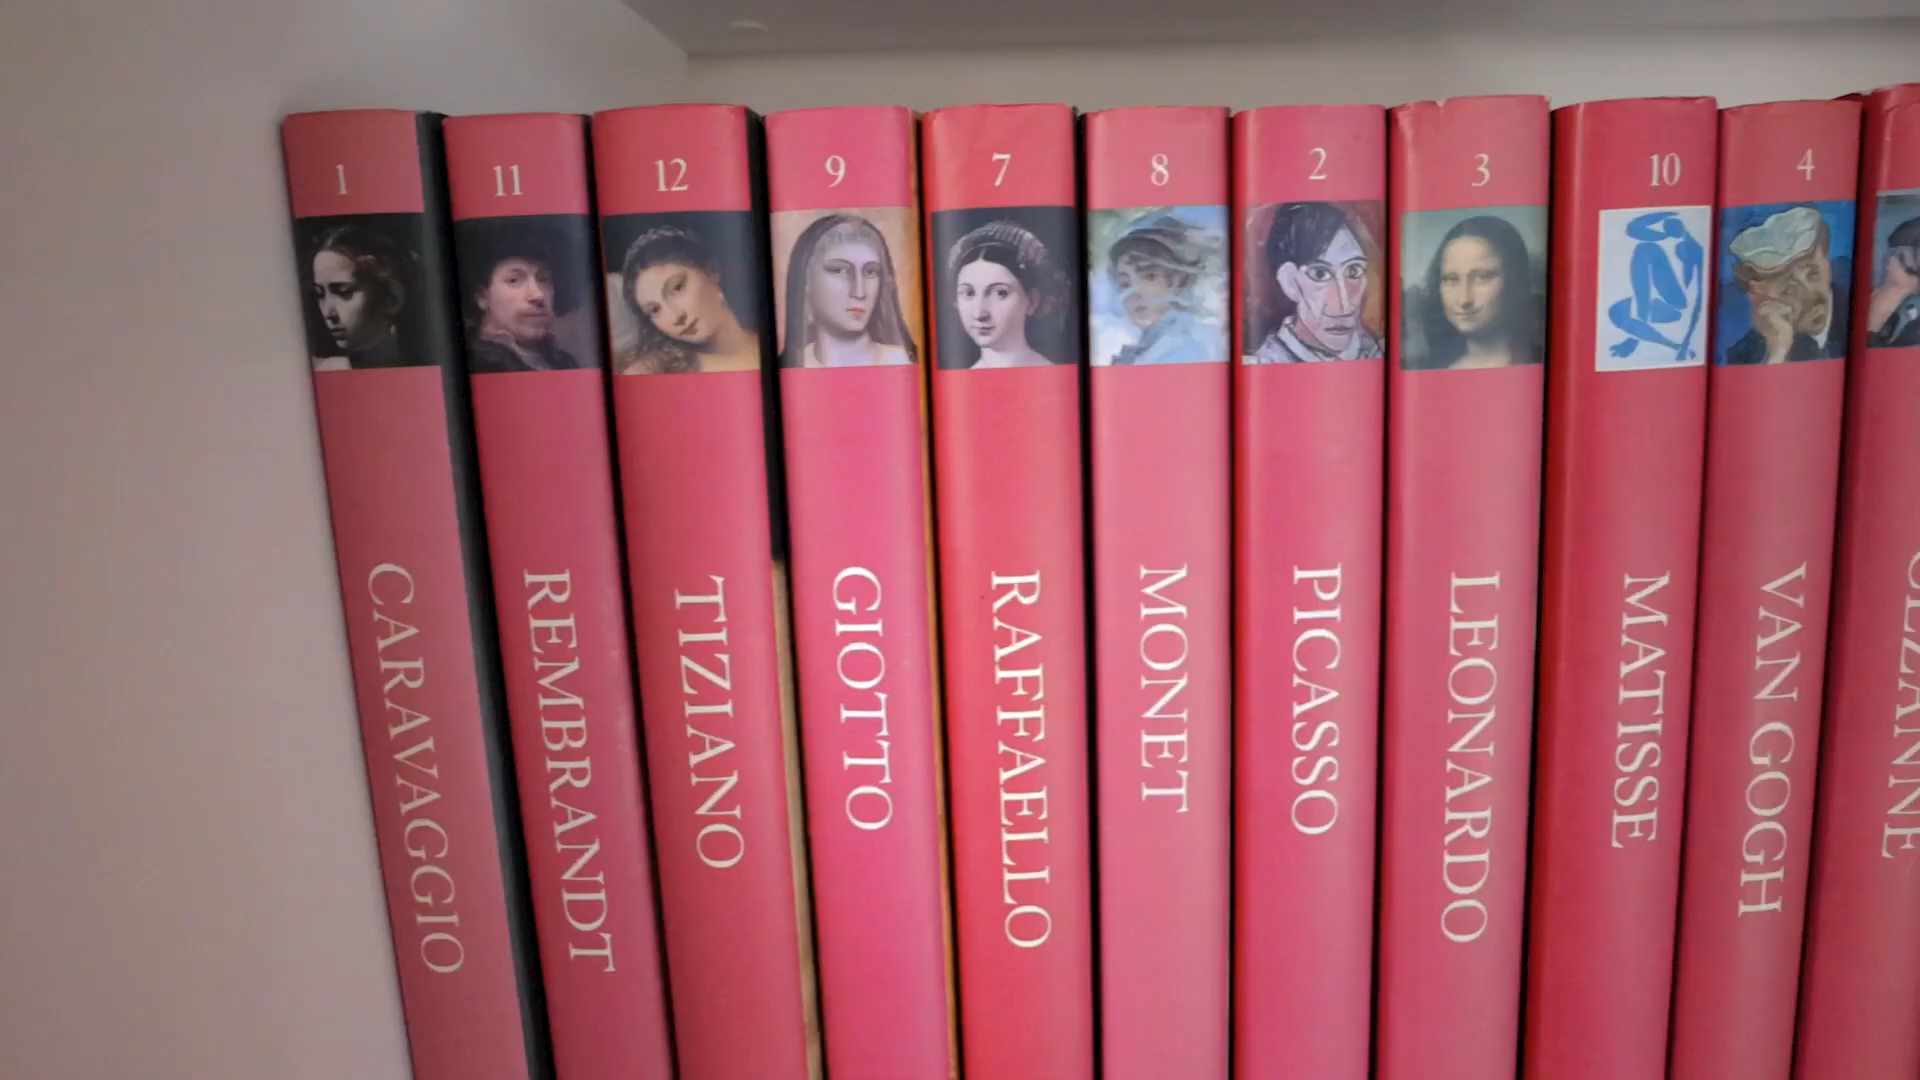 1
CARAVAGGIO
11
REMBRANDT
12
TIZIANO
9
GIOTTO
7
RAFFAELLO
8
MONET
2
PICASSO
3
LEONARDO
10
MATISSE
4
VAN GOGH
CEZANNE